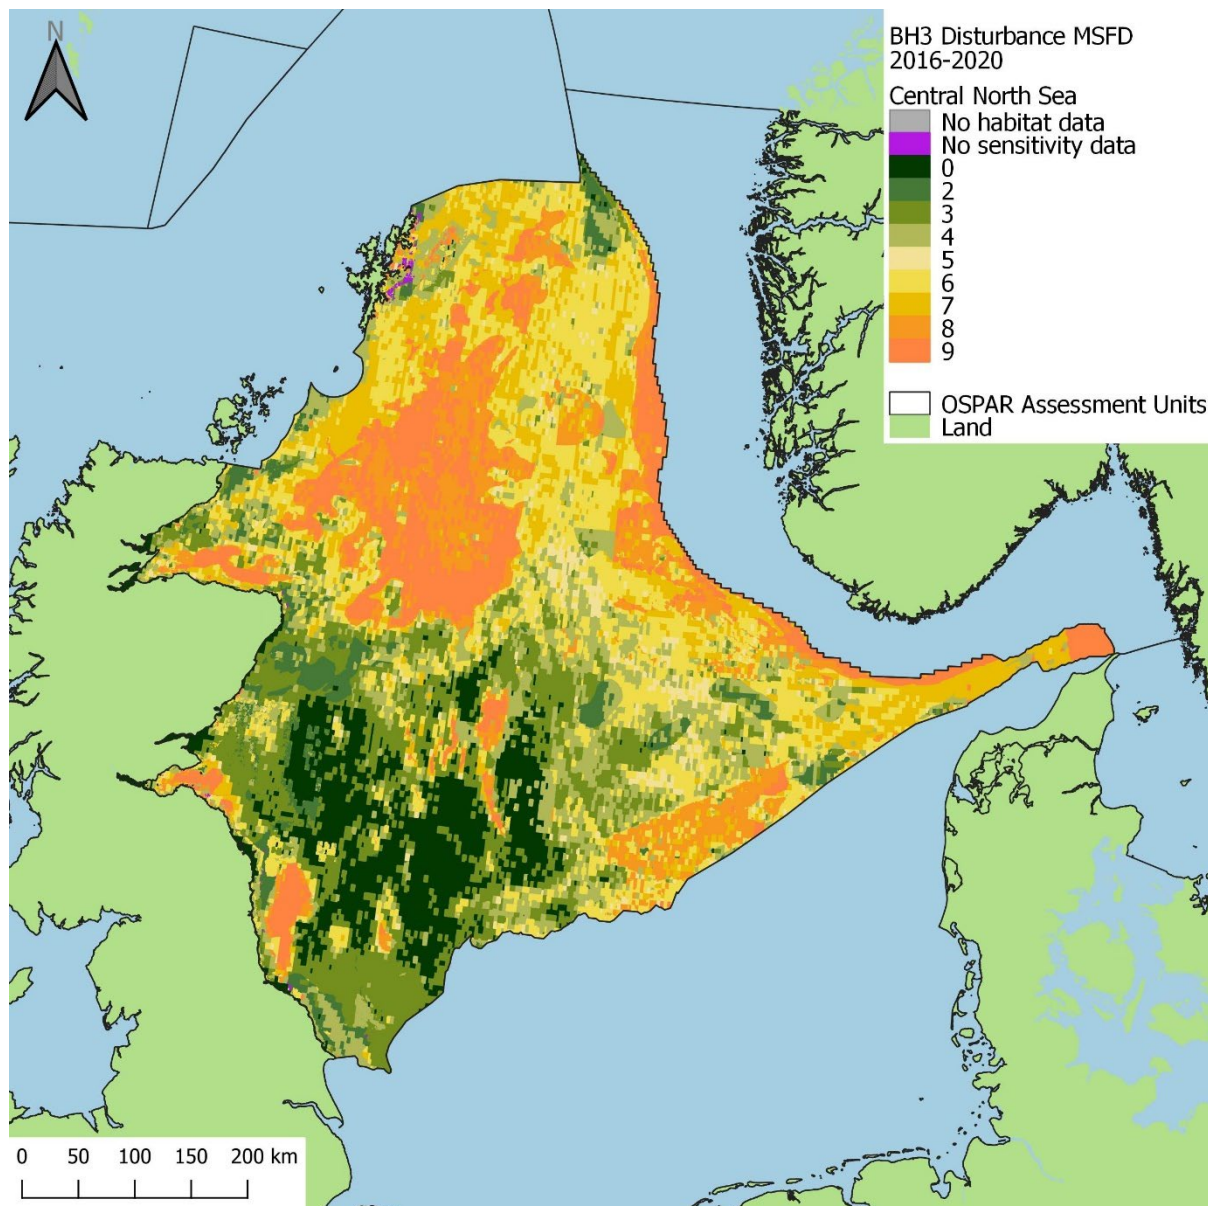 N
BH3 Disturbance MSFD
2016-2020
Central North Sea
No habitat data
No sensitivity data
0
2
3
4
5
6
7
8
9
OSPAR Assessment Units
Land
0 50 100 150 200 km